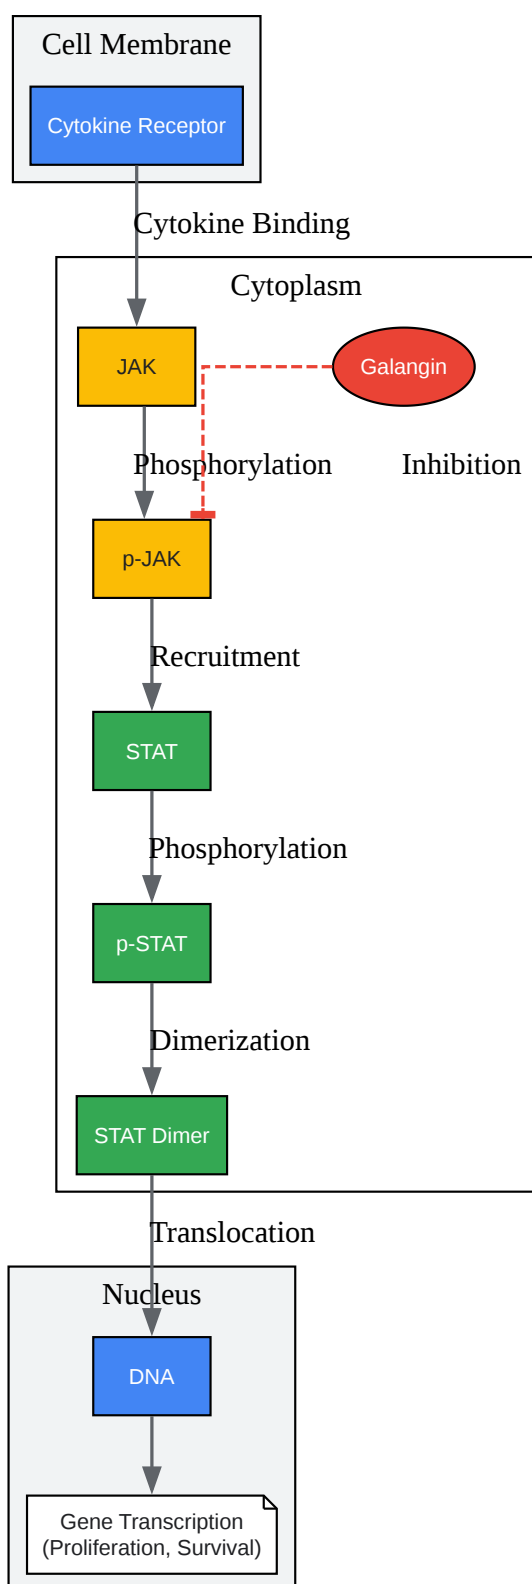 Cell Membrane
Cytokine Receptor
Cytokine Binding
Cytoplasm
JAK
Galangin
Phosphorylation
Inhibition
p-JAK
Recruitment
STAT
Phosphorylation
p-STAT
Dimerization
STAT Dimer
Translocation
Nucleus
DNA
Gene Transcription
(Proliferation, Survival)